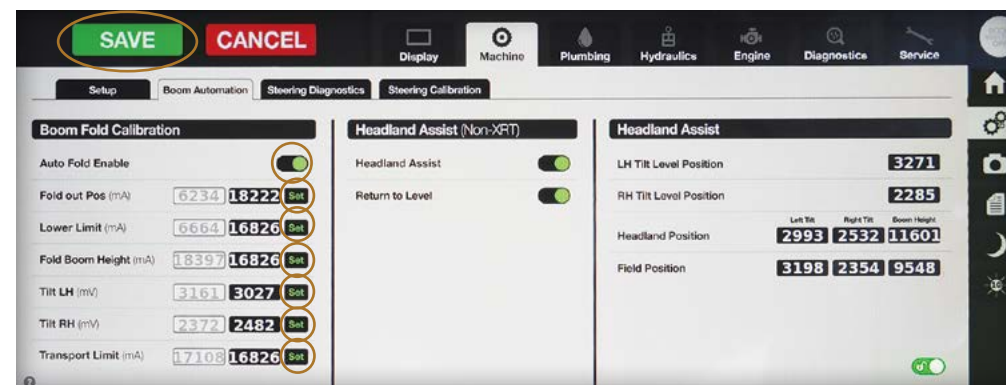 SAVE CANCEL
Display Machine Plumbing Hydraulics Engine Diagnostics Service
Setup Boom Automation Steering Diagnostics Steering Calibration
Boom Fold Calibration
Auto Fold Enable
Fold out Pos (mA) 6234 18222 Set
Lower Limit (mA) 6664 16826 Set
Fold Boom Height (mA) 18397 16826 Set
Tilt LH (mV) 3161 3027 Set
Tilt RH (mV) 2372 2482 Set
Transport Limit (mA) 17108 16826 Set
?
Headland Assist (Non-XRT)
Headland Assist
Return to Level
Headland Assist
LH Tilt Level Position 3271
RH Tilt Level Position 2285
Left Tilt Right Tilt Boom Height
Headland Position 2993 2532 11601
Field Position 3198 2354 9548